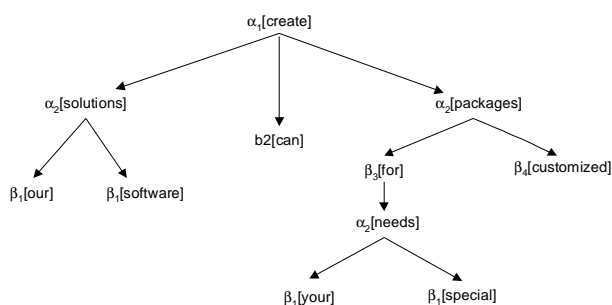 α₁[create]
α₂[solutions]
α₂[packages]
b2[can]
β₃[for]
β₄[customized]
β₁[our]
β₁[software]
α₂[needs]
β₁[your]
β₁[special]